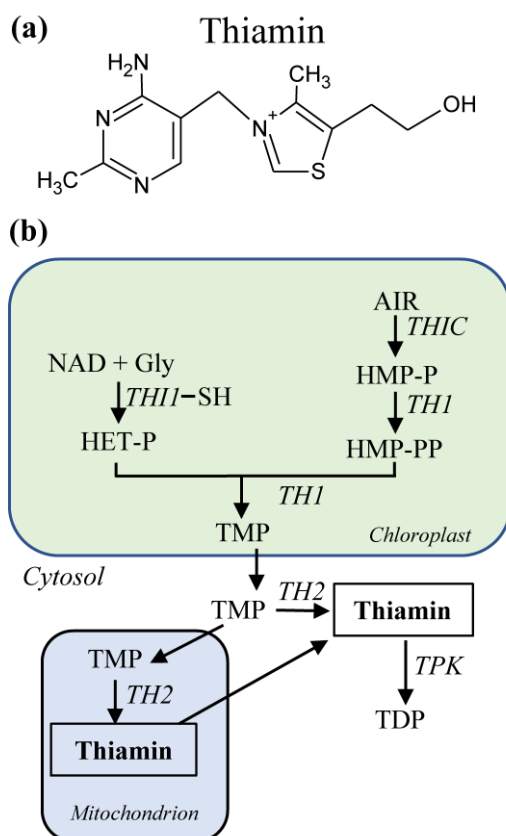 (a) Thiamin
H₂N
CH₃
N
N⁺
OH
H₃C
N
S
(b)
AIR
THIC
NAD + Gly
HMP-P
THI1–SH
TH1
HET-P
HMP-PP
TH1
TMP
Chloroplast
Cytosol
TMP
TH2
Thiamin
TMP
TH2
TPK
TDP
Thiamin
Mitochondrion